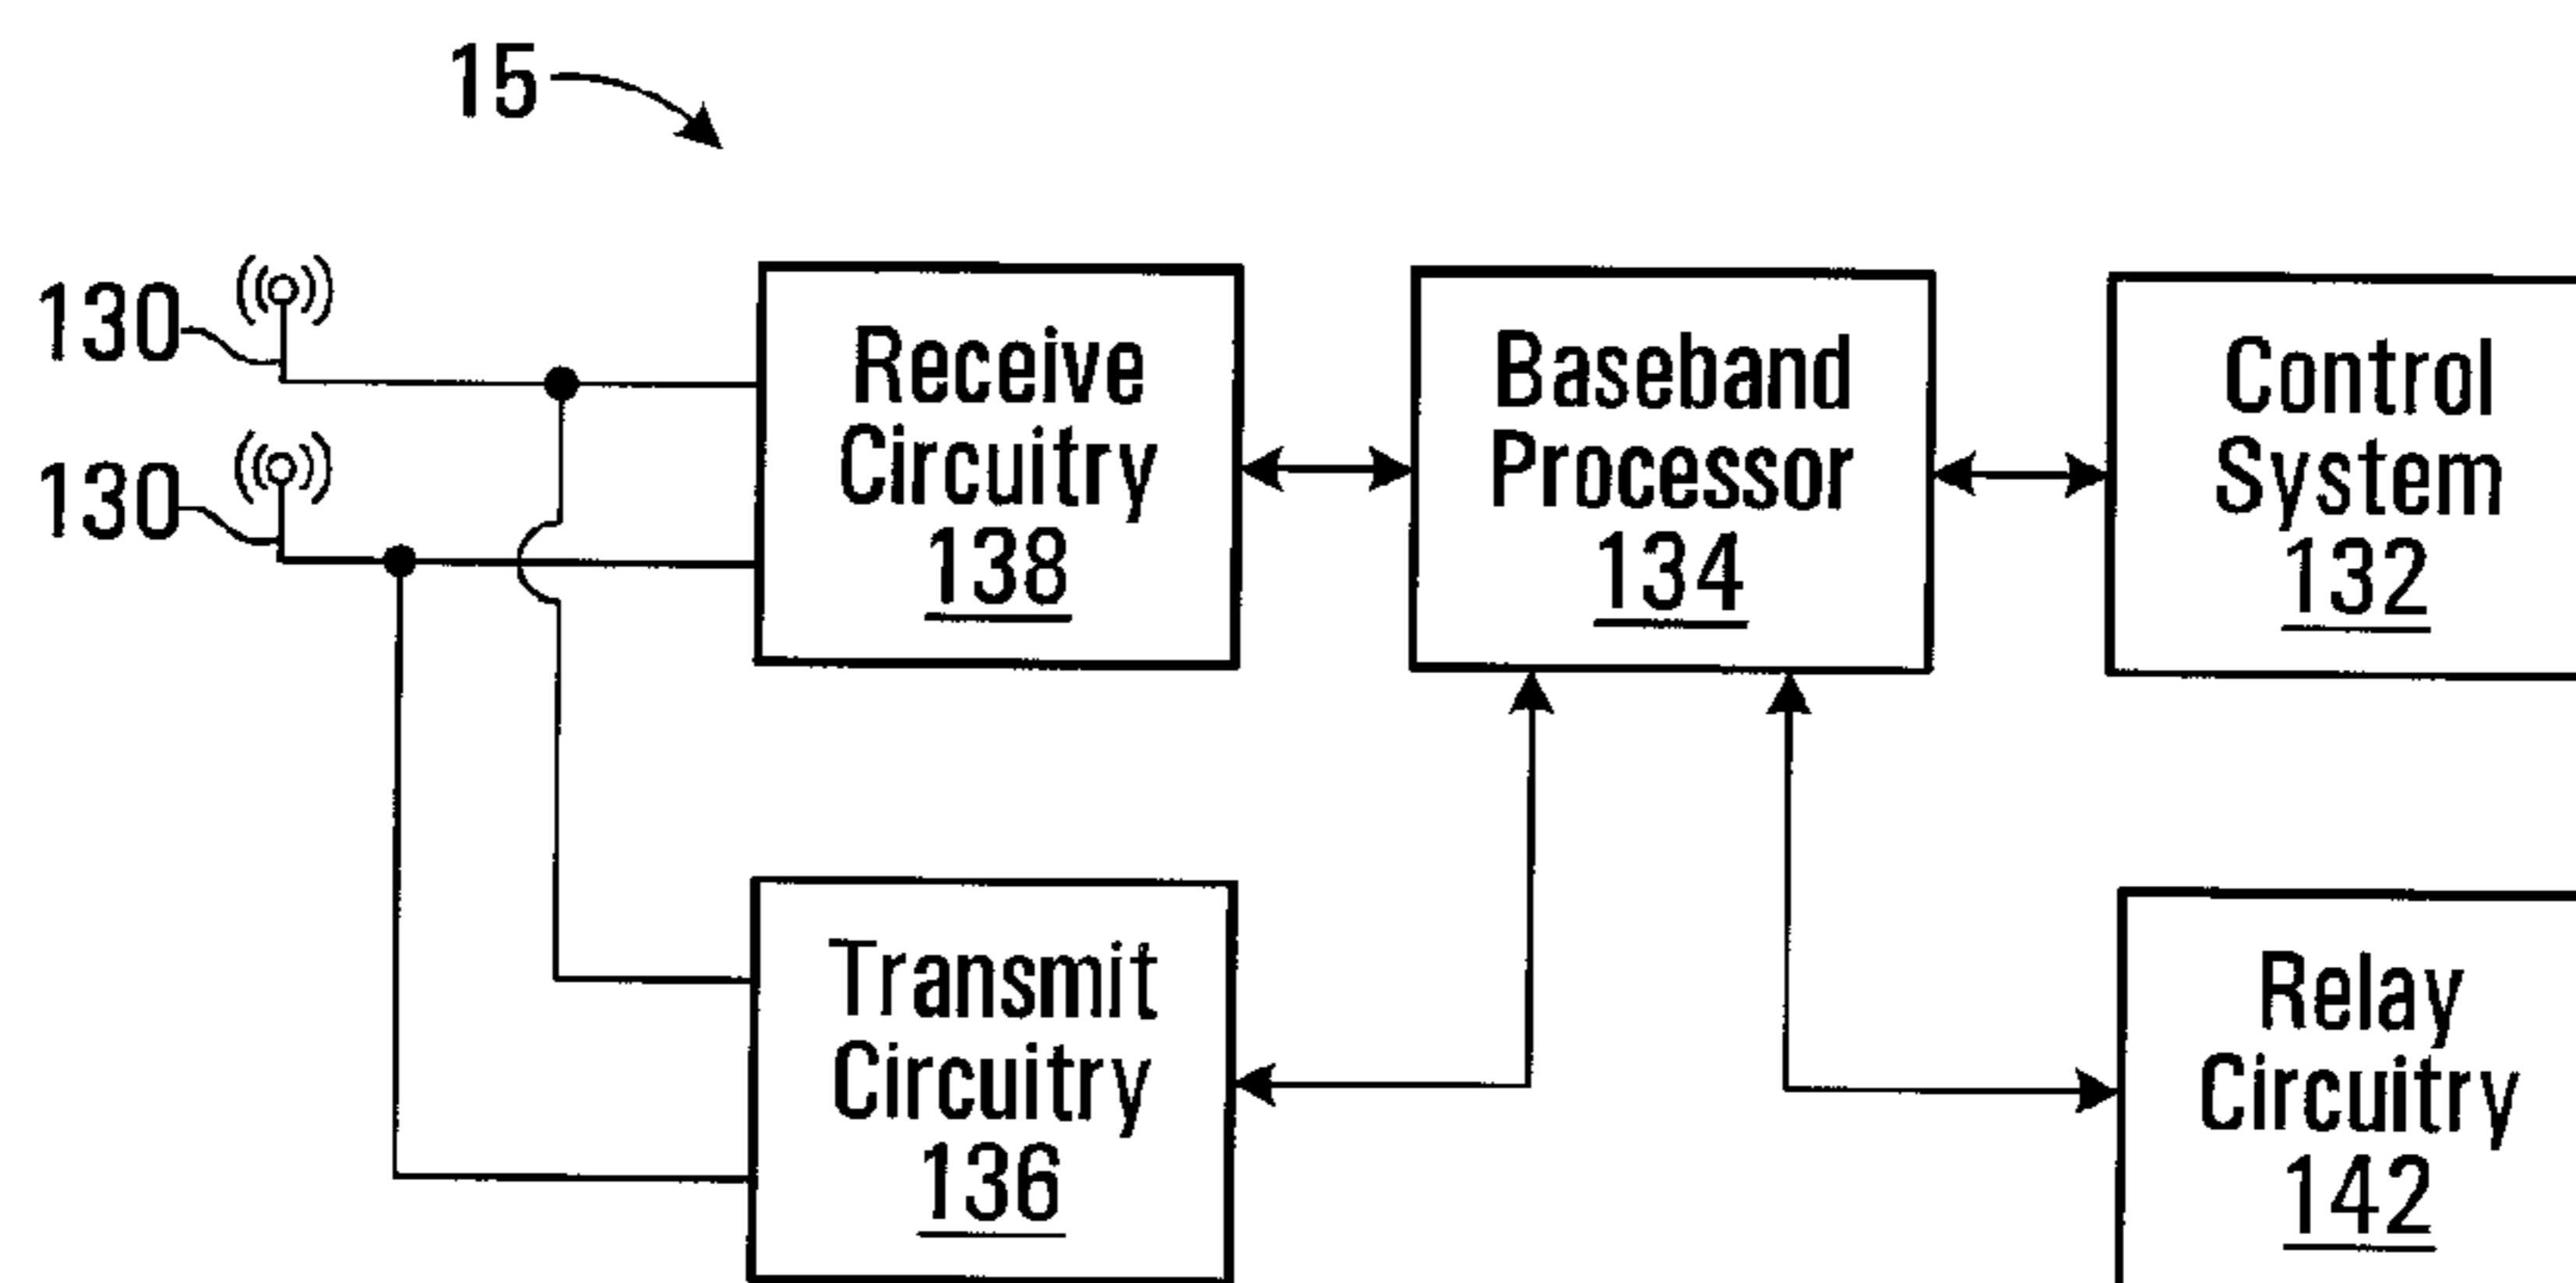 15
130
130
Receive
Circuitry
138
Baseband
Processor
134
Control
System
132
Transmit
Circuitry
136
Relay
Circuitry
142